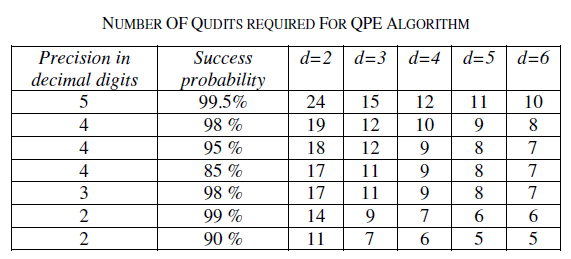 NUMBER OF QUDITS REQUIRED FOR QPE ALGORITHM
Precision in decimal digits Success probability d=2 d=3 d=4 d=5 d=6
5 99.5% 24 15 12 11 10
4 98 % 19 12 10 9 8
4 95 % 18 12 9 8 7
4 85 % 17 11 9 8 7
3 98 % 17 11 9 8 7
2 99 % 14 9 7 6 6
2 90 % 11 7 6 5 5